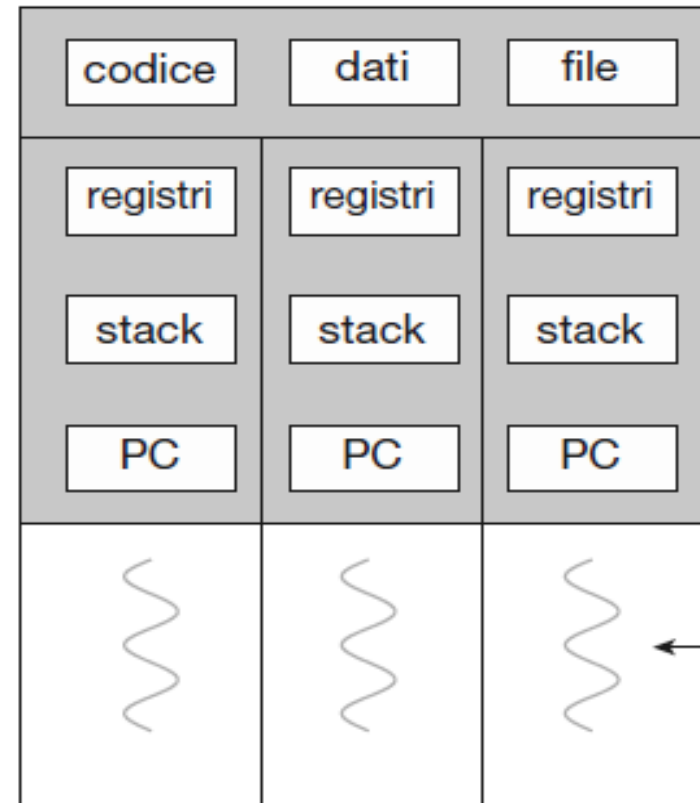 codice dati file
registri registri registri
stack stack stack
PC PC PC